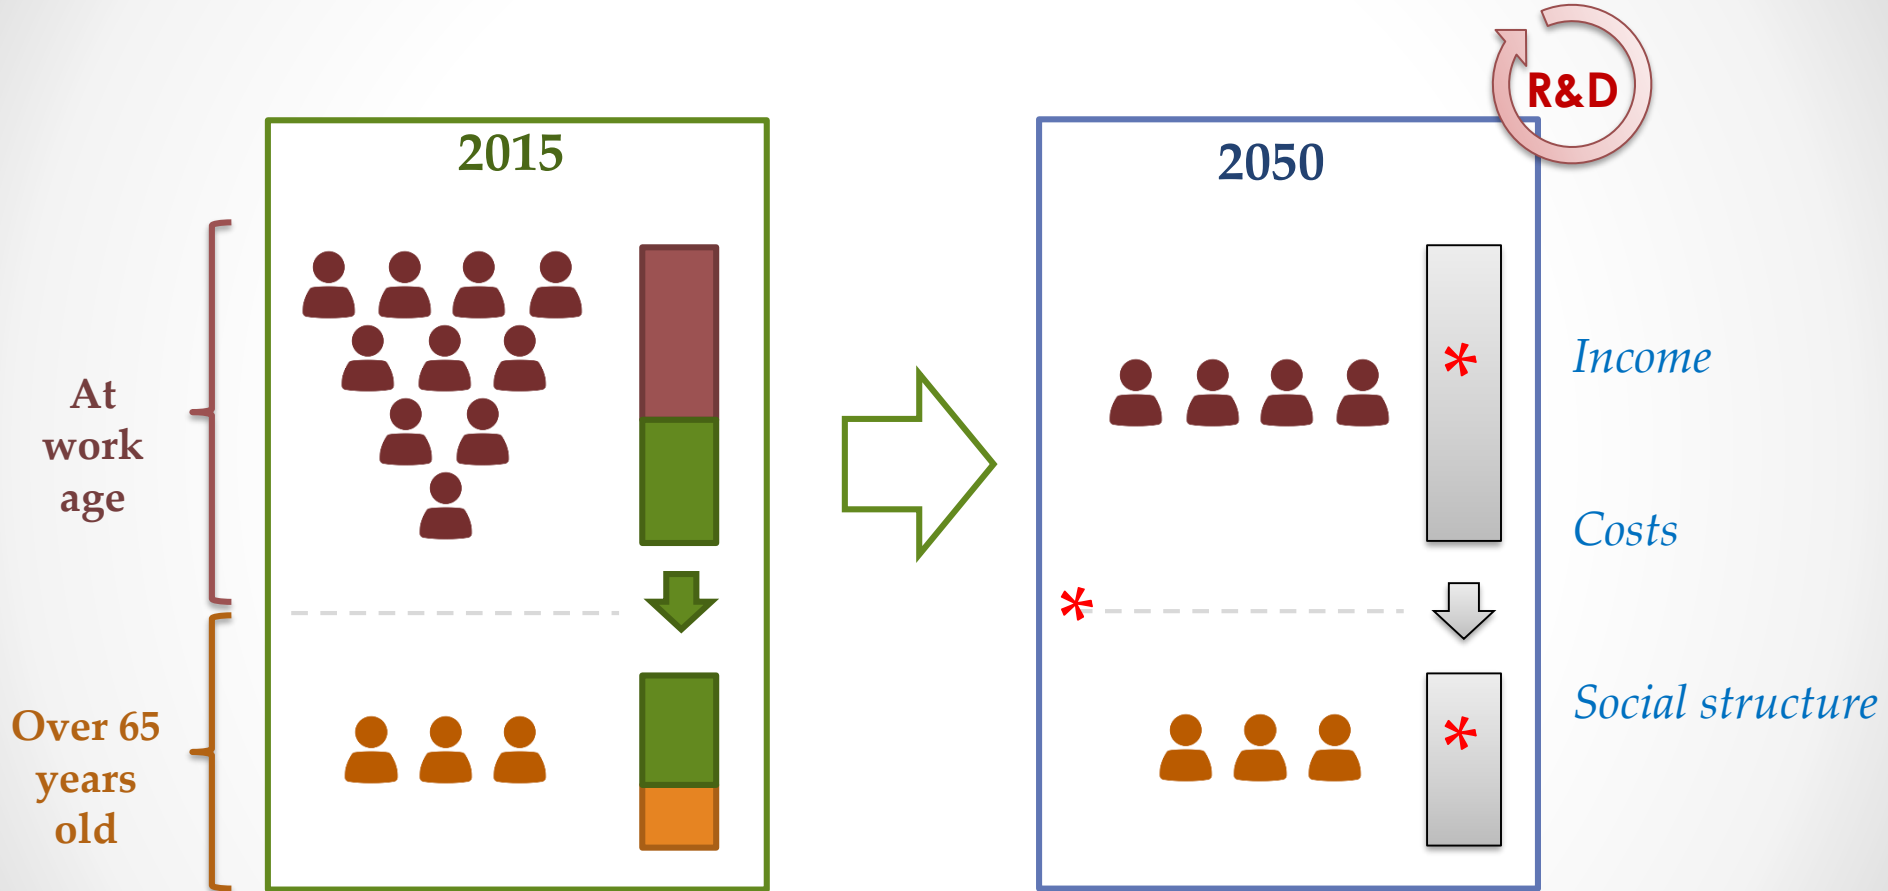 R&D
2015
2050
At
work
age
*
Income
Costs
*
Over 65
years
old
*
Social structure